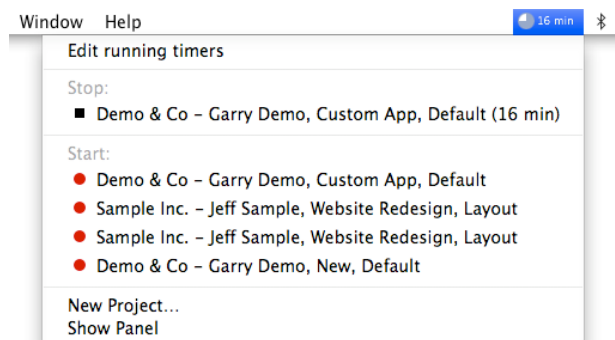 Window Help 16 min
Edit running timers
Stop:
Demo & Co – Garry Demo, Custom App, Default (16 min)
Start:
Demo & Co – Garry Demo, Custom App, Default
Sample Inc. – Jeff Sample, Website Redesign, Layout
Sample Inc. – Jeff Sample, Website Redesign, Layout
Demo & Co – Garry Demo, New, Default
New Project...
Show Panel